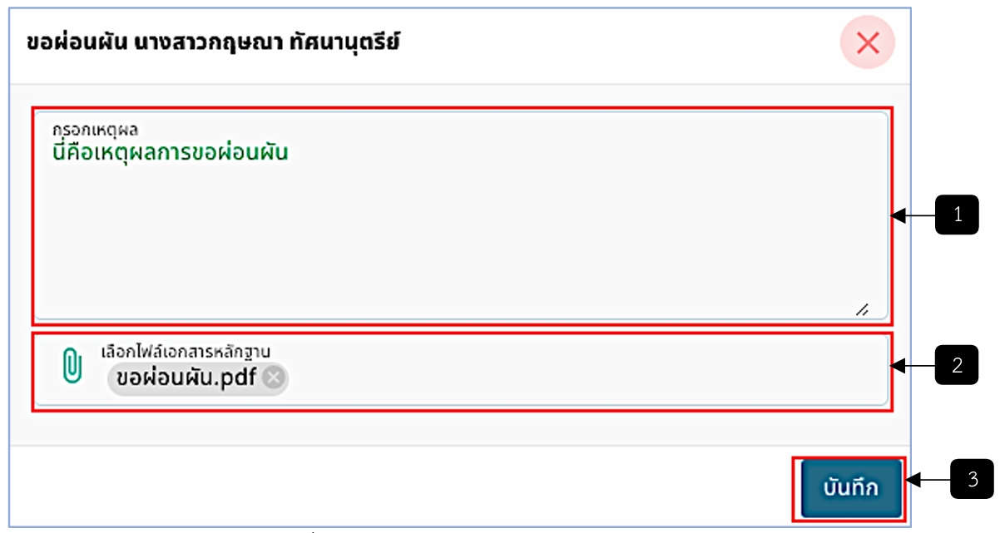 ขอผ่อนผัน นางสาวกฤษณา ทัศนานุตรีย์
กรอกเหตุผล
นี่คือเหตุผลการขอผ่อนผัน
1
เลือกไฟล์เอกสารหลักฐาน
ขอผ่อนผัน.pdf
2
บันทึก
3